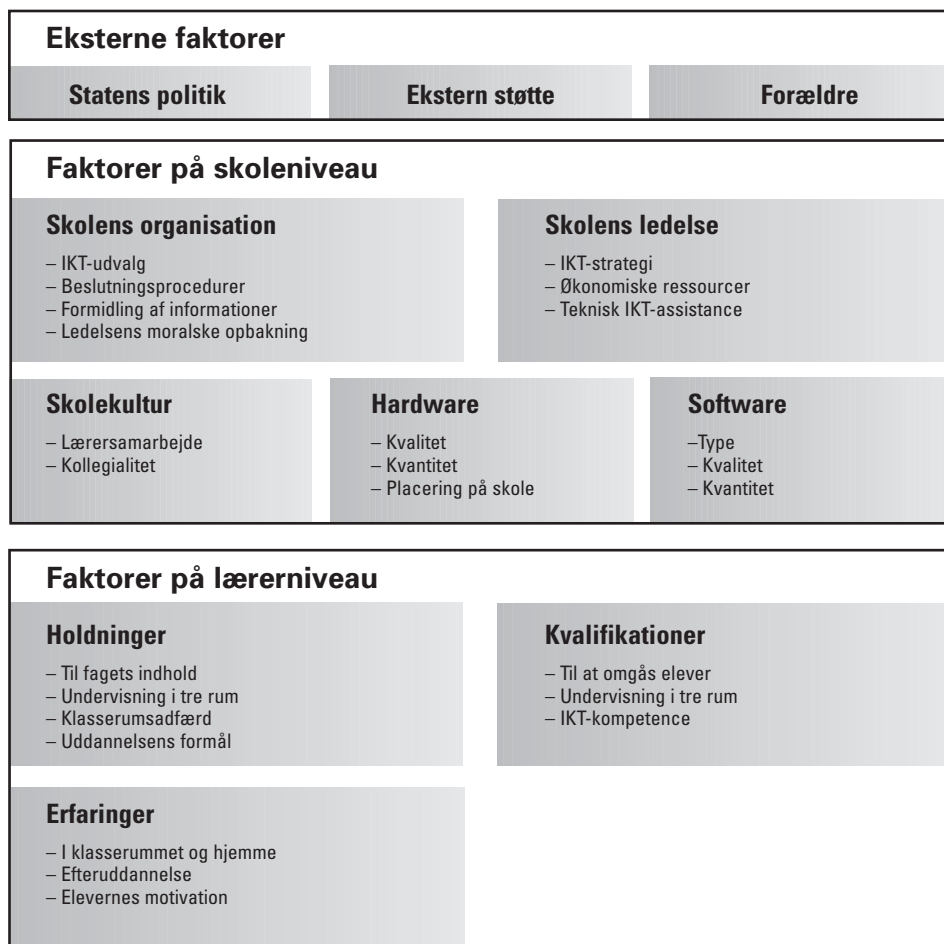 Eksterne faktorer
Statens politik
Ekstern støtte
Forældre
Faktorer på skoleniveau
Skolens organisation
– IKT-udvalg
– Beslutningsprocedurer
– Formidling af informationer
– Ledelsens moralske opbakning
Skolens ledelse
– IKT-strategi
– Økonomiske ressourcer
– Teknisk IKT-assistance
Skolekultur
– Lærersamarbejde
– Kollegialitet
Hardware
– Kvalitet
– Kvantitet
– Placering på skole
Software
–Type
– Kvalitet
– Kvantitet
Faktorer på lærerniveau
Holdninger
– Til fagets indhold
– Undervisning i tre rum
– Klasserumsadfærd
– Uddannelsens formål
Kvalifikationer
– Til at omgås elever
– Undervisning i tre rum
– IKT-kompetence
Erfaringer
– I klasserummet og hjemme
– Efteruddannelse
– Elevernes motivation